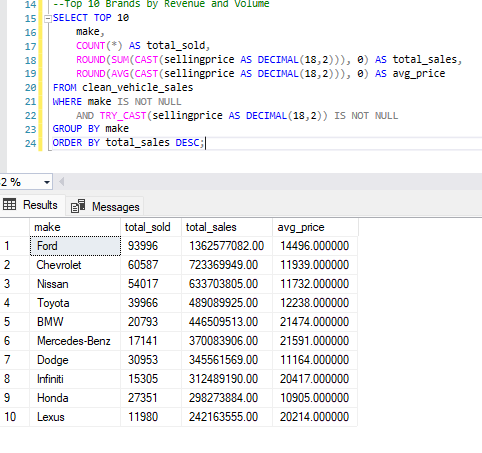 14 --Top 10 Brands by Revenue and Volume
15 SELECT TOP 10
16 make,
17 COUNT(*) AS total_sold,
18 ROUND(SUM(CAST(sellingprice AS DECIMAL(18,2))), 0) AS total_sales,
19 ROUND(AVG(CAST(sellingprice AS DECIMAL(18,2))), 0) AS avg_price
20 FROM clean_vehicle_sales
21 WHERE make IS NOT NULL
22 AND TRY_CAST(sellingprice AS DECIMAL(18,2)) IS NOT NULL
23 GROUP BY make
24 ORDER BY total_sales DESC;
2 %
Results Messages
make total_sold total_sales avg_price
1 Ford 93996 1362577082.00 14496.000000
2 Chevrolet 60587 723369949.00 11939.000000
3 Nissan 54017 633703805.00 11732.000000
4 Toyota 39966 489089925.00 12238.000000
5 BMW 20793 446509513.00 21474.000000
6 Mercedes-Benz 17141 370083906.00 21591.000000
7 Dodge 30953 345561569.00 11164.000000
8 Infiniti 15305 312489190.00 20417.000000
9 Honda 27351 298273884.00 10905.000000
10 Lexus 11980 242163555.00 20214.000000